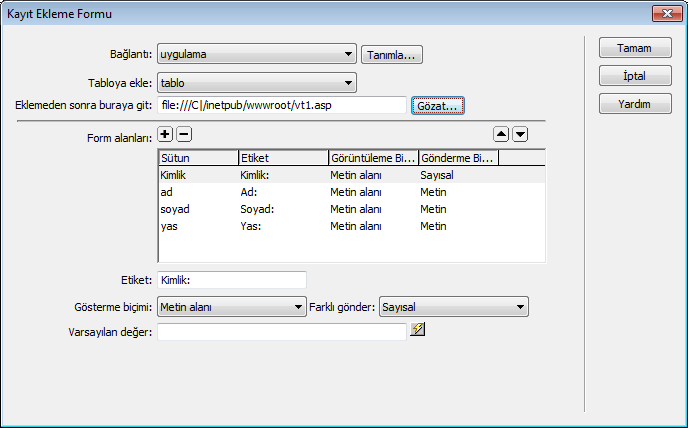 Kayıt Ekleme Formu
Bağlantı: uygulama Tanımla... Tamam
Tabloya ekle: tablo İptal
Eklemeden sonra buraya git: file:///C|/inetpub/wwwroot/vt1.asp Gözat... Yardım
Form alanları:
Sütun Etiket Görüntüleme Bi... Gönderme Bi...
Kimlik Kimlik: Metin alanı Sayısal
ad Ad: Metin alanı Metin
soyad Soyad: Metin alanı Metin
yas Yas: Metin alanı Metin
Etiket: Kimlik:
Gösterme biçimi: Metin alanı Farklı gönder: Sayısal
Varsayılan değer: